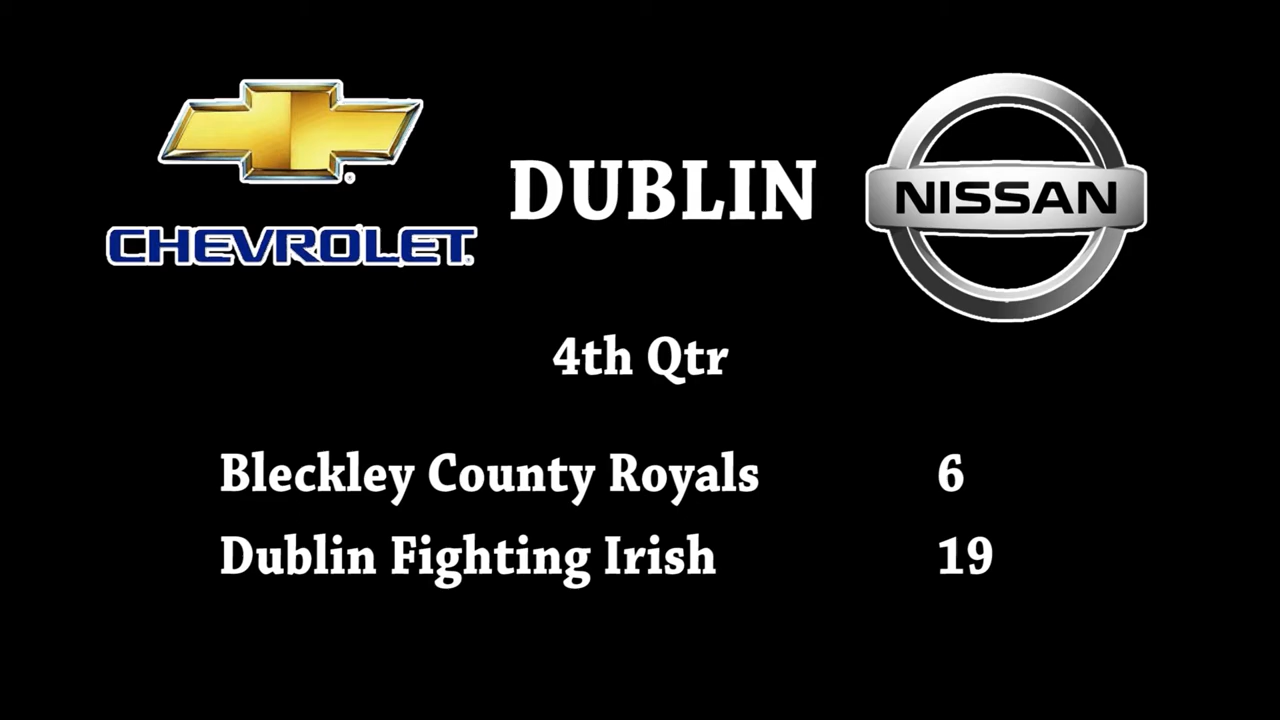 CHEVROLET
DUBLIN
NISSAN
4th Qtr
Bleckley County Royals 6
Dublin Fighting Irish 19